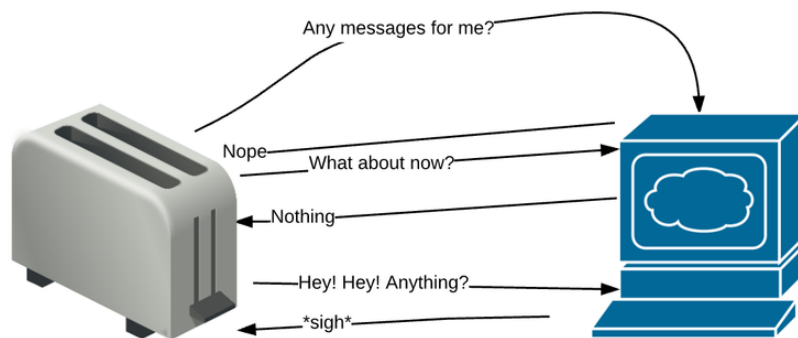 Any messages for me?
Nope
What about now?
Nothing
Hey! Hey! Anything?
*sigh*